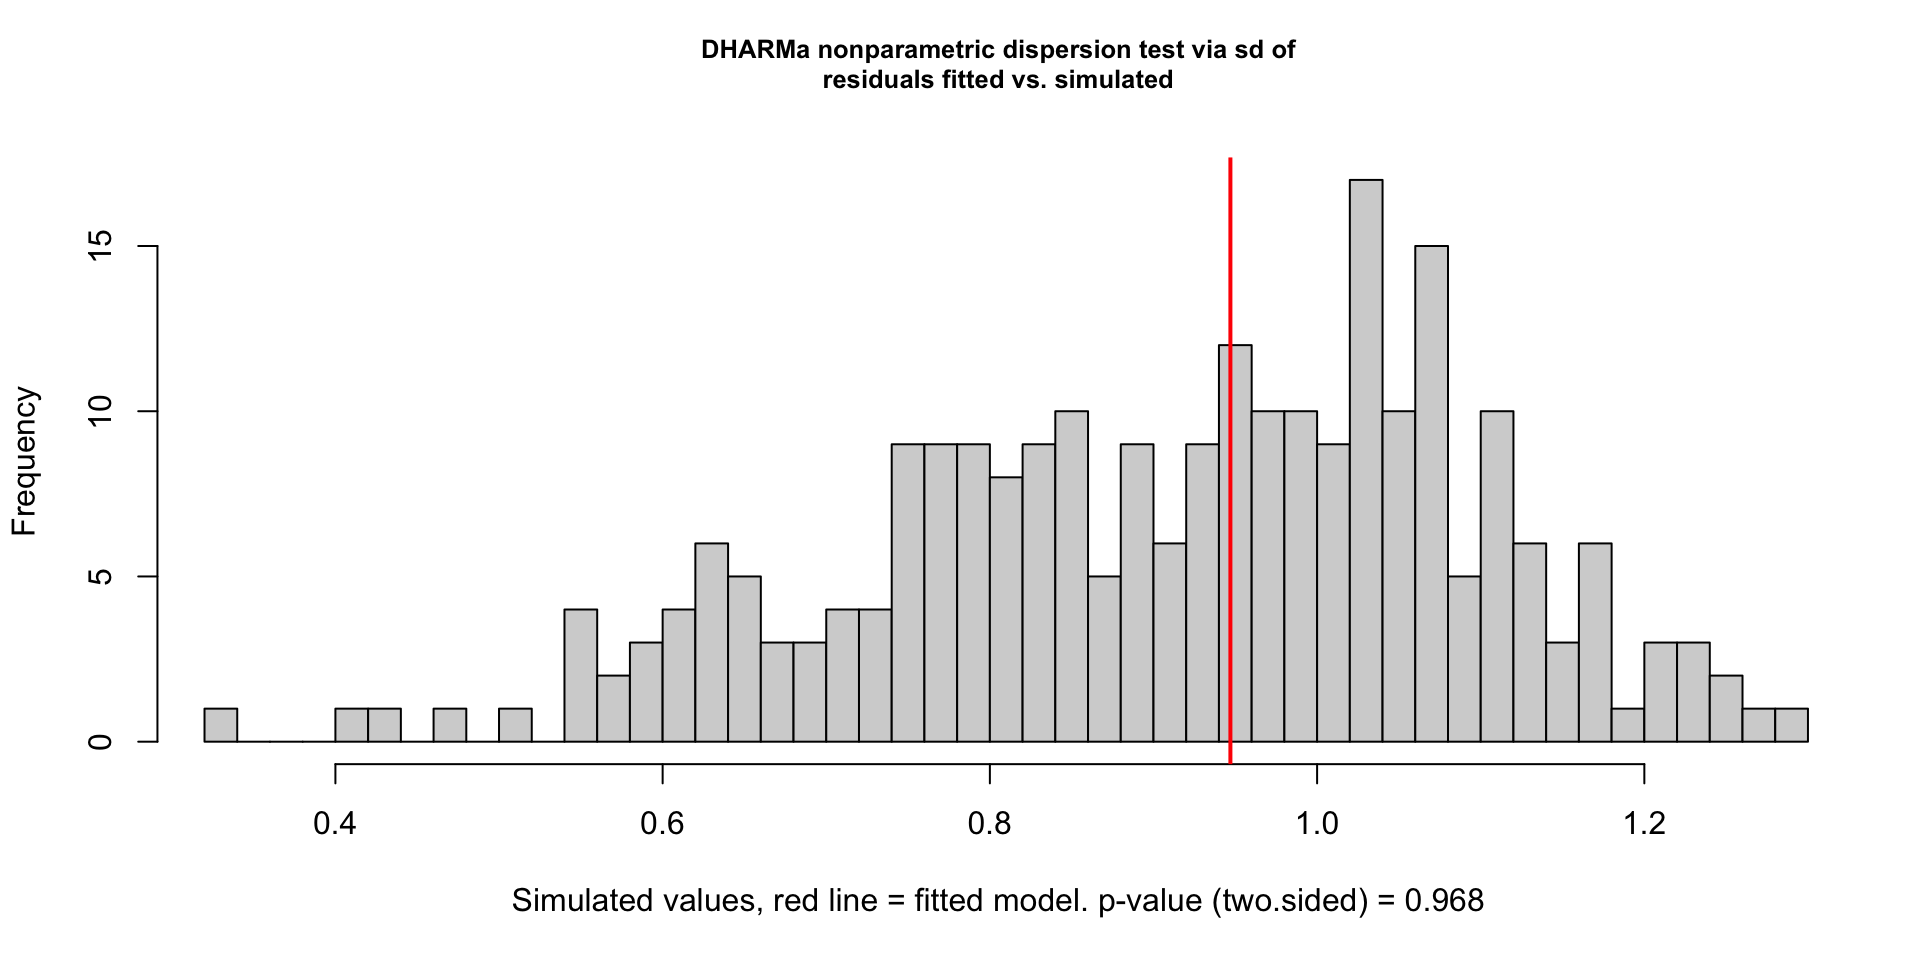 DHARMa nonparametric dispersion test via sd of
residuals fitted vs. simulated
Frequency
15
10
5
0
0.4 0.6 0.8 1.0 1.2
Simulated values, red line = fitted model. p-value (two.sided) = 0.968